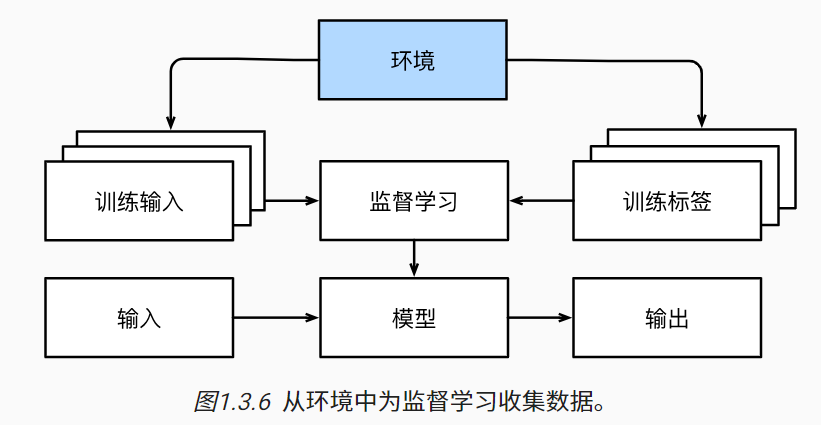 环境
训练输入
监督学习
训练标签
输入
模型
输出
图1.3.6 从环境中为监督学习收集数据。